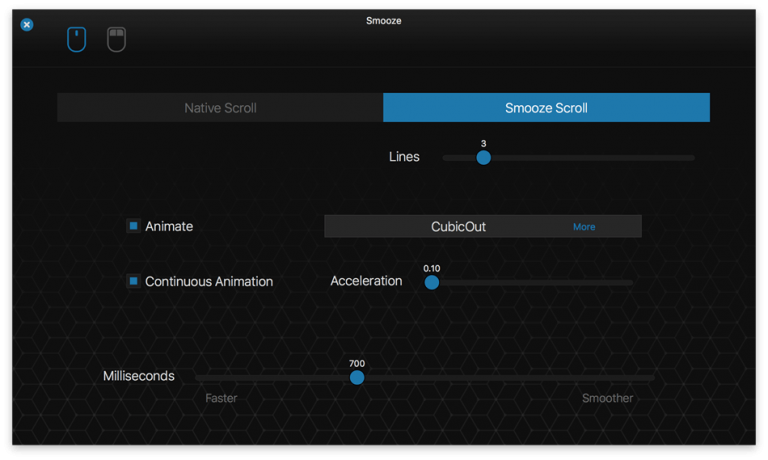 Smooze
Native Scroll
Smooze Scroll
3
Lines
Animate
CubicOut
More
0.10
Continuous Animation
Acceleration
700
Milliseconds
Faster
Smoother